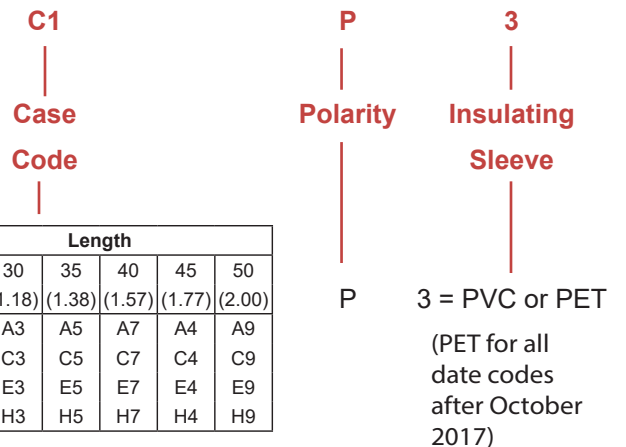 C1 P 3
Case Polarity Insulating
Code Sleeve
Length
30 35 40 45 50
1.18) (1.38) (1.57) (1.77) (2.00)
A3 A5 A7 A4 A9
C3 C5 C7 C4 C9
E3 E5 E7 E4 E9
H3 H5 H7 H4 H9
P 3 = PVC or PET
(PET for all
date codes
after October
2017)